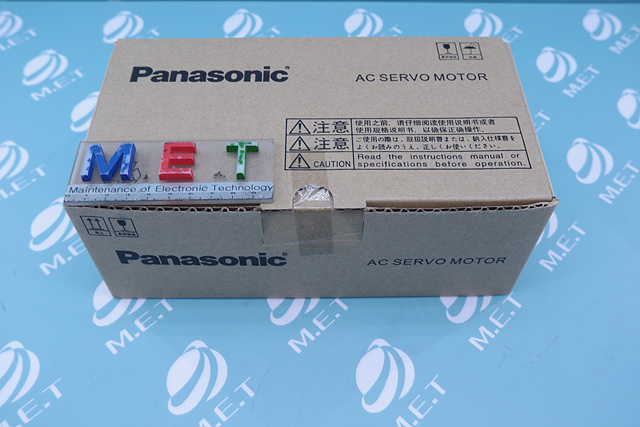 Panasonic
AC SERVO MOTOR
注意
使用之前，请仔细阅读使用说明书或者
使用规格说明书，以确保正确操作。
注意
ご使用の際は、取扱説明書または、納入仕様書を
よくお読みのうえ、正しくお使いください。
CAUTION
Read the instructions manual or
specifications before operation.
MET
Maintenance of Electronic Technology
Panasonic
AC SERVO MOTOR
M.E.T
M.E.T
M.E.T
M.E.T
M.E.T
M.E.T
M.E.T
M.E.T
M.E.T